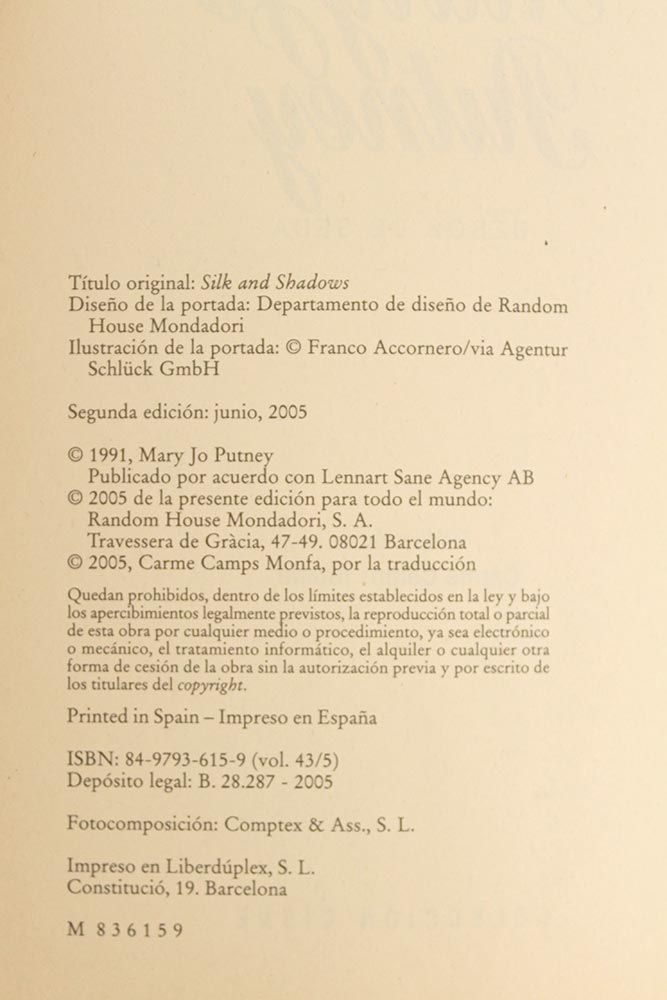 Título original: Silk and Shadows
Diseño de la portada: Departamento de diseño de Random
House Mondadori
Ilustración de la portada: © Franco Accornero/via Agentur
Schlück GmbH
Segunda edición: junio, 2005
© 1991, Mary Jo Putney
Publicado por acuerdo con Lennart Sane Agency AB
© 2005 de la presente edición para todo el mundo:
Random House Mondadori, S. A.
Travessera de Gràcia, 47-49. 08021 Barcelona
© 2005, Carme Camps Monfa, por la traducción
Quedan prohibidos, dentro de los límites establecidos en la ley y bajo
los apercibimientos legalmente previstos, la reproducción total o parcial
de esta obra por cualquier medio o procedimiento, ya sea electrónico
o mecánico, el tratamiento informático, el alquiler o cualquier otra
forma de cesión de la obra sin la autorización previa y por escrito de
los titulares del copyright.
Printed in Spain – Impreso en España
ISBN: 84-9793-615-9 (vol. 43/5)
Depósito legal: B. 28.287 - 2005
Fotocomposición: Comptex & Ass., S. L.
Impreso en Liberdúplex, S. L.
Constitució, 19. Barcelona
M 836159